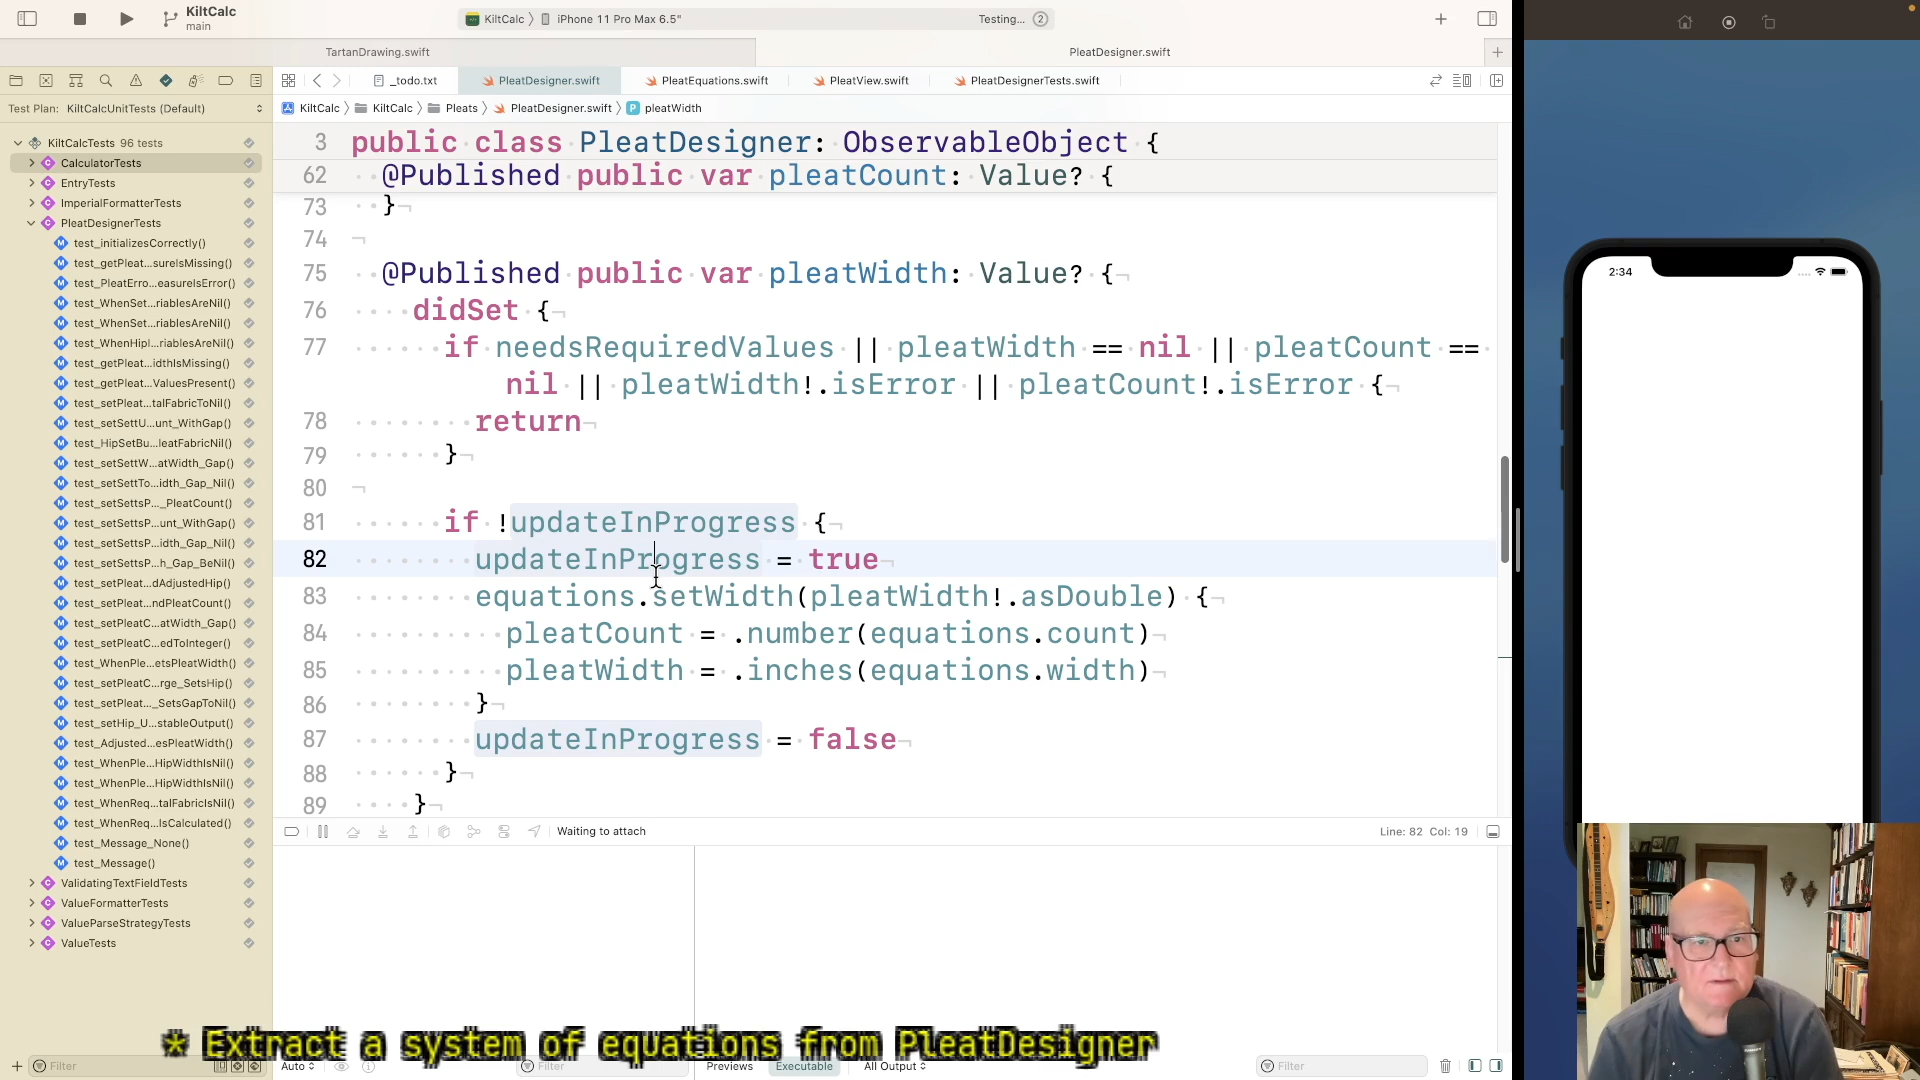 KiltCalc
main
KiltCalc
iPhone 11 Pro Max 6.5"
Testing...
2
TartanDrawing.swift
PleatDesigner.swift
_todo.txt
PleatDesigner.swift
PleatEquations.swift
PleatView.swift
PleatDesignerTests.swift
Test Plan: KiltCalcUnitTests (Default)
KiltCalc
KiltCalc
Pleats
PleatDesigner.swift
P
pleatWidth
KiltCalcTests 96 tests
CalculatorTests
EntryTests
ImperialFormatterTests
PleatDesignerTests
test_initializesCorrectly()
test_getPleat...sureIsMissing()
test_PleatErro...easureIsError()
test_WhenSet...riablesAreNil()
test_WhenSet...riablesAreNil()
test_WhenHipl...riablesAreNil()
test_getPleat...idthIsMissing()
test_getPleat...ValuesPresent()
test_setPleat...talFabricToNil()
test_setSettU...unt_WithGap()
test_HipSetBu...leatFabricNil()
test_setSettW...atWidth_Gap()
test_setSettTo...idth_Gap_Nil()
test_setSettsP..._PleatCount()
test_setSettsP...unt_WithGap()
test_setSettsP...idth_Gap_Nil()
test_setSettsP...h_Gap_BeNil()
test_setPleat...dAdjustedHip()
test_setPleat...ndPleatCount()
test_setPleatC...atWidth_Gap()
test_setPleatC...edToInteger()
test_WhenPle...etsPleatWidth()
test_setPleatC...rge_SetsHip()
test_setPleat..._SetsGapToNil()
test_setHip_U...stableOutput()
test_Adjusted...esPleatWidth()
test_WhenPle...HipWidthIsNil()
test_WhenPle...HipWidthIsNil()
test_WhenReq...talFabricIsNil()
test_WhenReq...IsCalculated()
test_Message_None()
test_Message()
ValidatingTextFieldTests
ValueFormatterTests
ValueParseStrategyTests
ValueTests
3 public class PleatDesigner: ObservableObject {
62 @Published public var pleatCount: Value? {
73 }
74
75 @Published public var pleatWidth: Value? {
76 didSet {
77 if needsRequiredValues || pleatWidth == nil || pleatCount ==
nil || pleatWidth!.isError || pleatCount!.isError {
78 return
79 }
80
81 if !updateInProgress {
82 updateInProgress = true
83 equations.setWidth(pleatWidth!.asDouble) {
84 pleatCount = .number(equations.count)
85 pleatWidth = .inches(equations.width)
86 }
87 updateInProgress = false
88 }
89 }
Waiting to attach
Line: 82 Col: 19
2:34
* Extract a system of equations from PleatDesigner
Filter
Auto
Filter
Previews
Executable
All Output
Filter